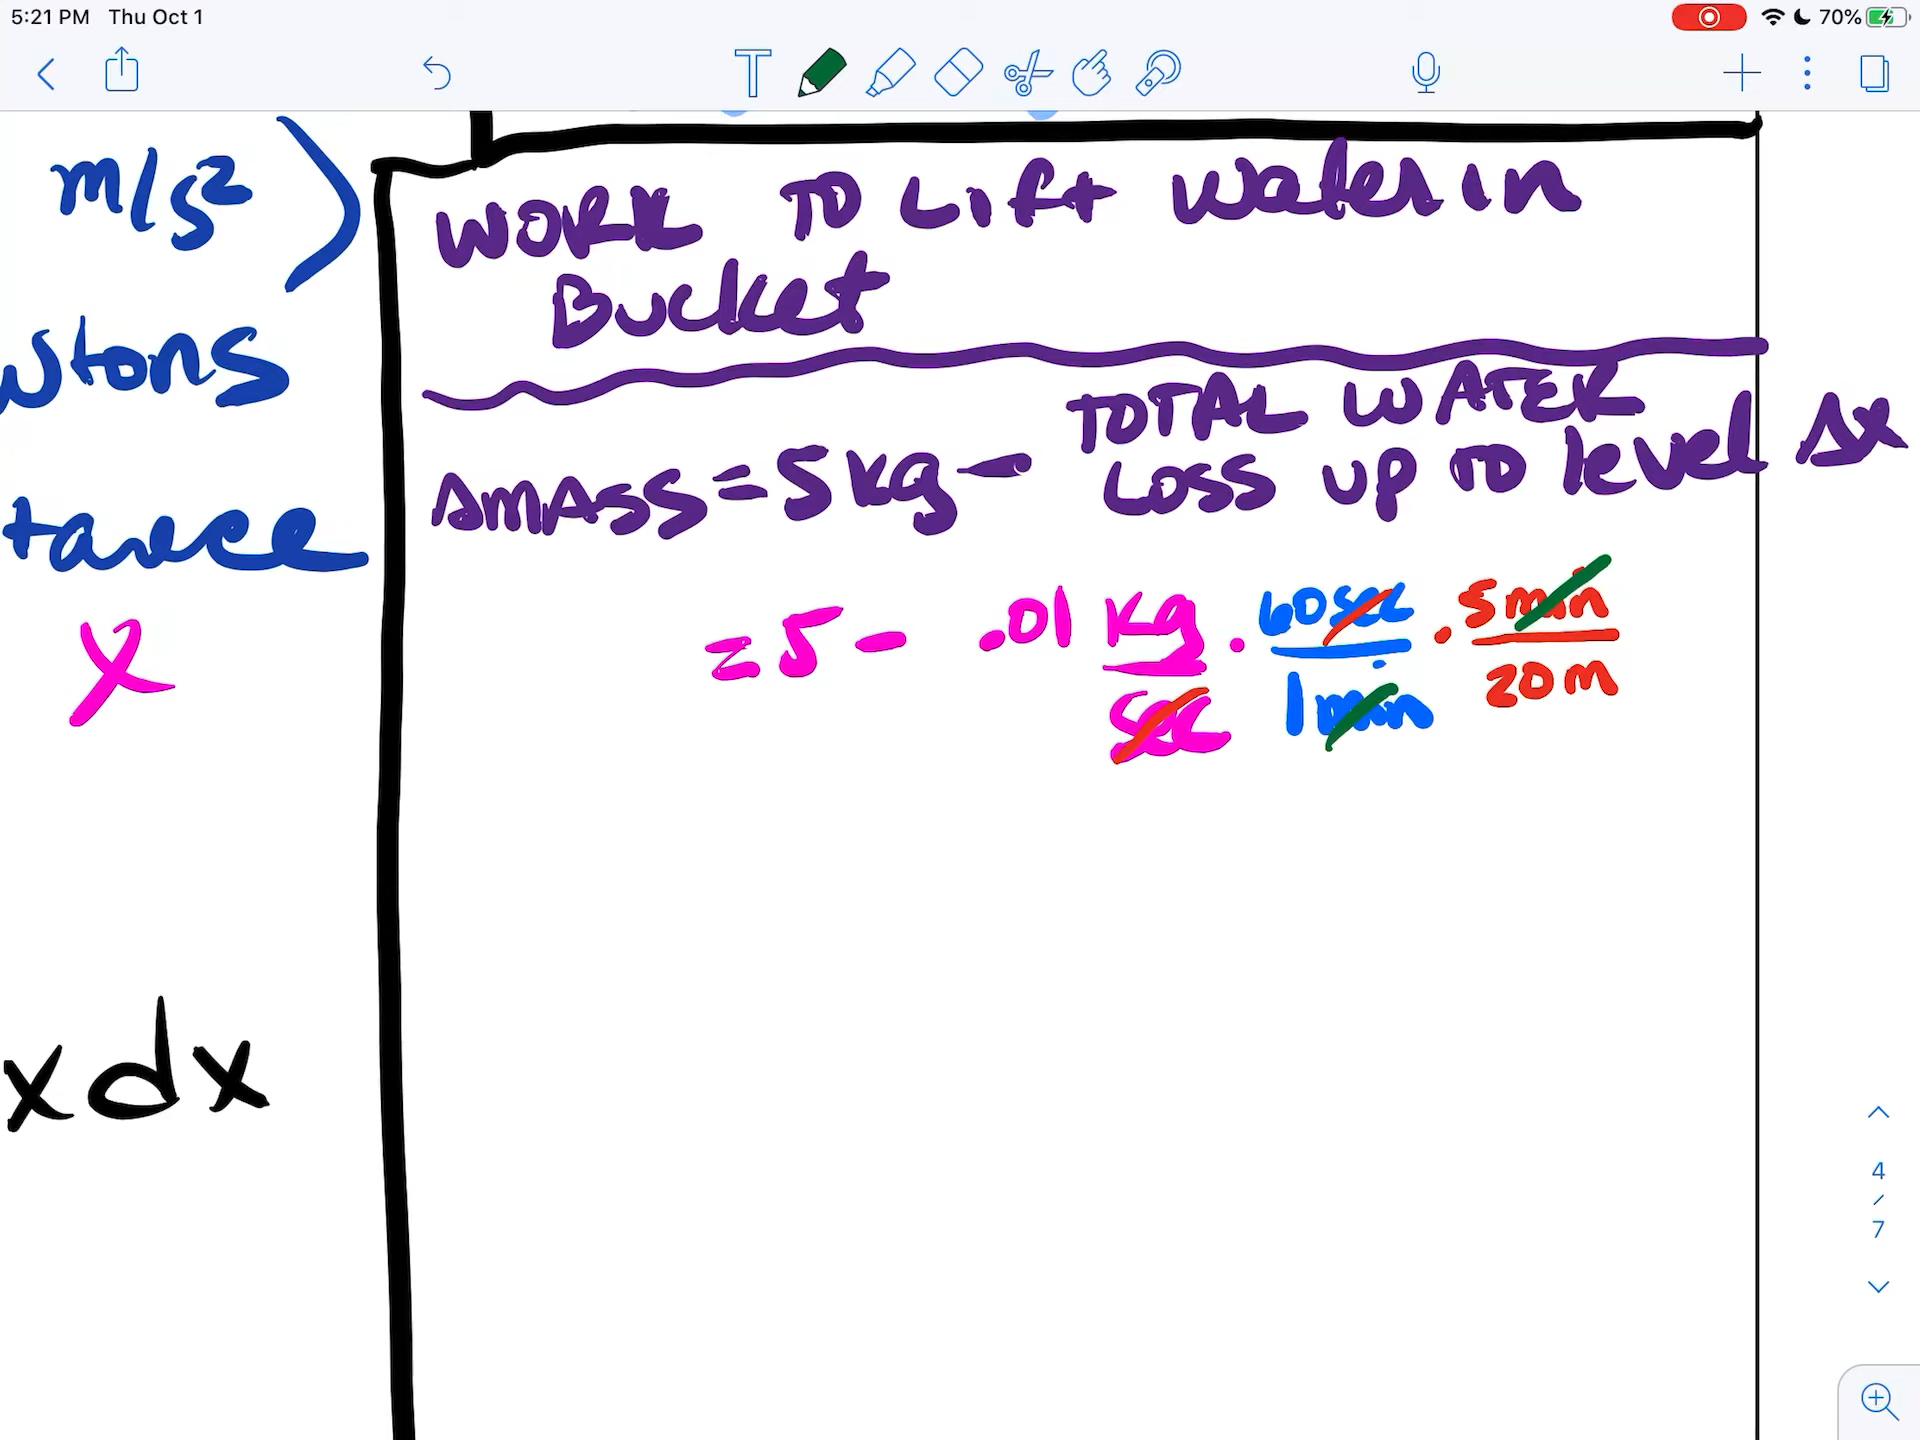 5:21 PM Thu Oct 1
70%
T
m/s²)
WORK TO Lift Water in
Bucket
wtons
TOTAL WATER
ΔMASS = 5 kg - LOSS UP TO level Δx
tance
x
= 5 - .01 kg/sec · 60 sec/1 min · 5 min/20 m
x dx
4
/
7